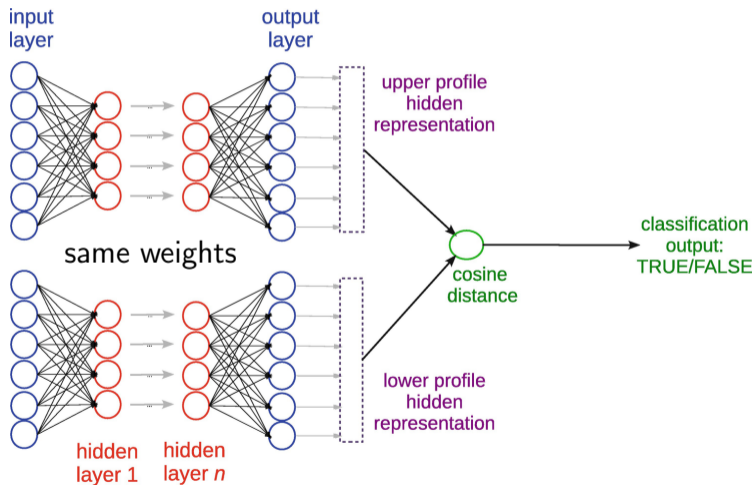 input
layer
output
layer
upper profile
hidden
representation
same weights
cosine
distance
classification
output:
TRUE/FALSE
lower profile
hidden
representation
hidden
layer 1
hidden
layer n